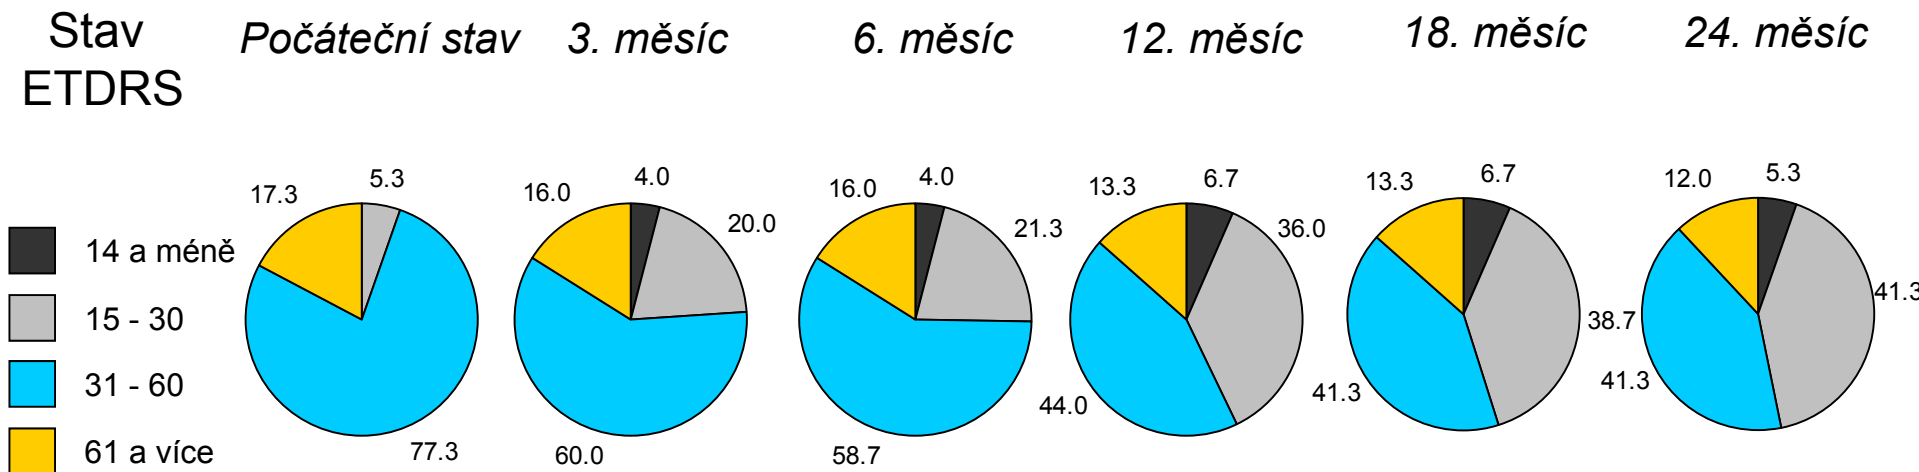 Stav
ETDRS
Počáteční stav
3. měsíc
6. měsíc
12. měsíc
18. měsíc
24. měsíc
14 a méně
15 - 30
31 - 60
61 a více
17.3
5.3
77.3
16.0
4.0
20.0
60.0
16.0
4.0
21.3
58.7
13.3
6.7
36.0
44.0
13.3
6.7
38.7
41.3
12.0
5.3
41.3
41.3